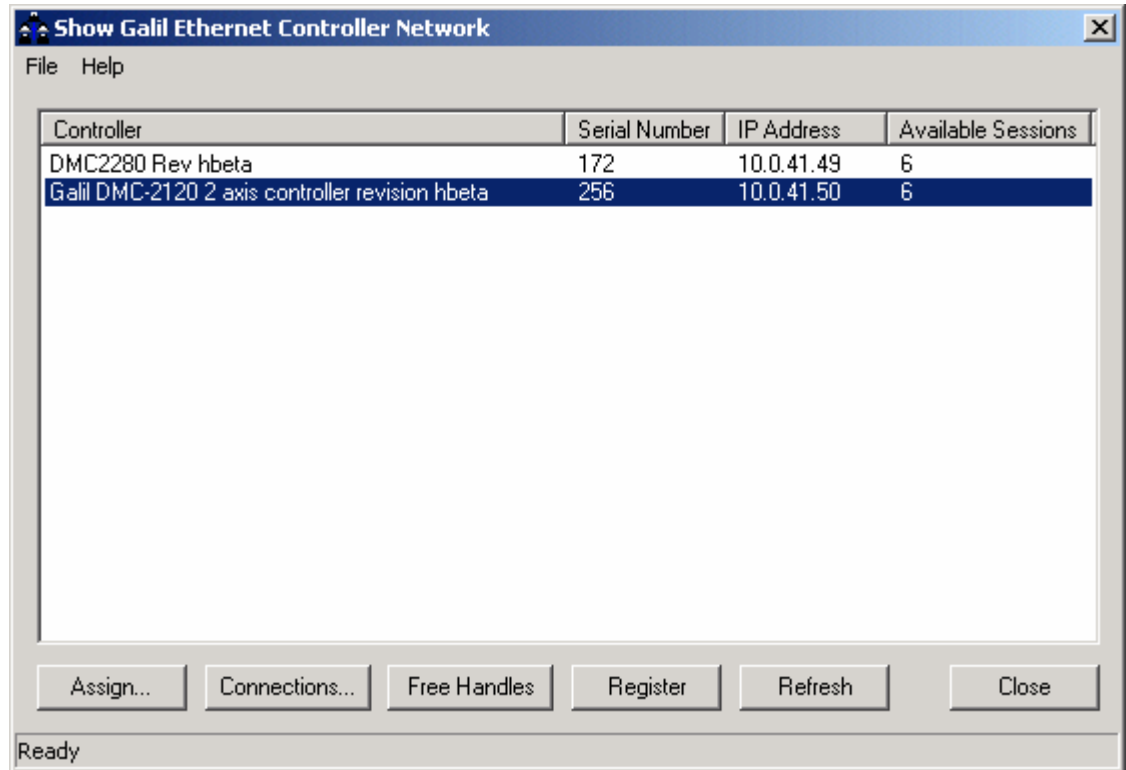 Show Galil Ethernet Controller Network
File Help
Controller Serial Number IP Address Available Sessions
DMC2280 Rev hbeta 172 10.0.41.49 6
Galil DMC-2120 2 axis controller revision hbeta 256 10.0.41.50 6
Assign... Connections... Free Handles Register Refresh Close
Ready